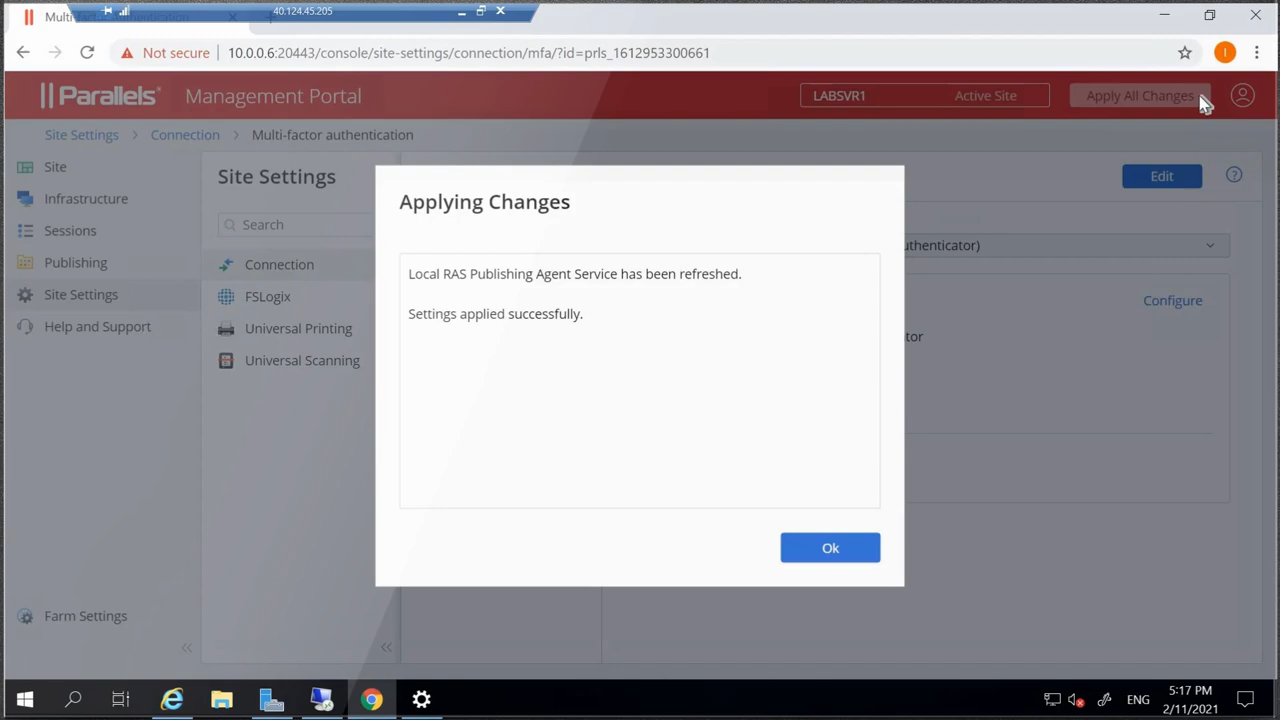 Multi-factor Authentication
40.124.45.205
Not secure
10.0.0.6:20443/console/site-settings/connection/mfa/?id=prls_1612953300661
I
Parallels®
Management Portal
LABSVR1
Active Site
Apply All Changes
Site Settings > Connection > Multi-factor authentication
Site
Infrastructure
Sessions
Publishing
Site Settings
Help and Support
Farm Settings
Site Settings
Search
Connection
FSLogix
Universal Printing
Universal Scanning
Edit
uthenticator)
Configure
tor
Applying Changes
Local RAS Publishing Agent Service has been refreshed.
Settings applied successfully.
Ok
ENG
5:17 PM
2/11/2021